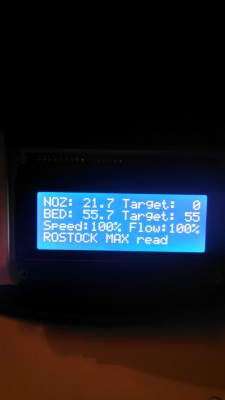 NOZ: 21.7 Target: 0
BED: 55.7 Target: 55
Speed:100% Flow:100%
ROSTOCK MAX read